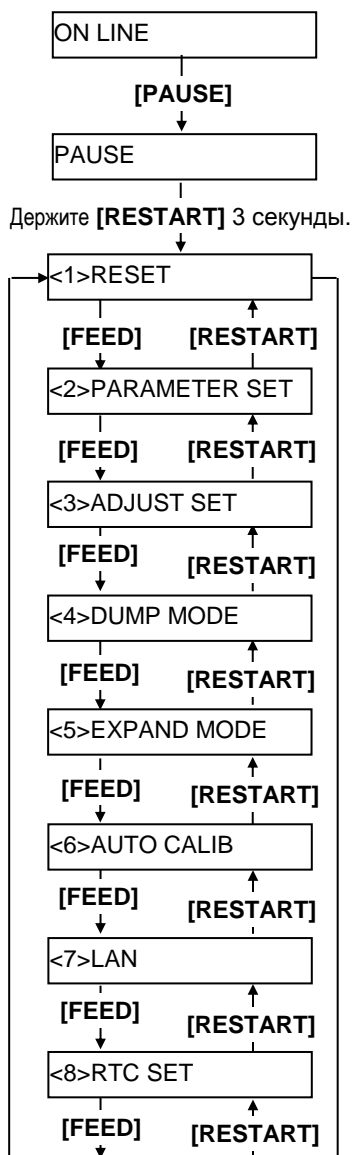 ON LINE
[PAUSE]
PAUSE
Держите [RESTART] 3 секунды.
<1>RESET
[FEED] [RESTART]
<2>PARAMETER SET
[FEED] [RESTART]
<3>ADJUST SET
[FEED] [RESTART]
<4>DUMP MODE
[FEED] [RESTART]
<5>EXPAND MODE
[FEED] [RESTART]
<6>AUTO CALIB
[FEED] [RESTART]
<7>LAN
[FEED] [RESTART]
<8>RTC SET
[FEED] [RESTART]